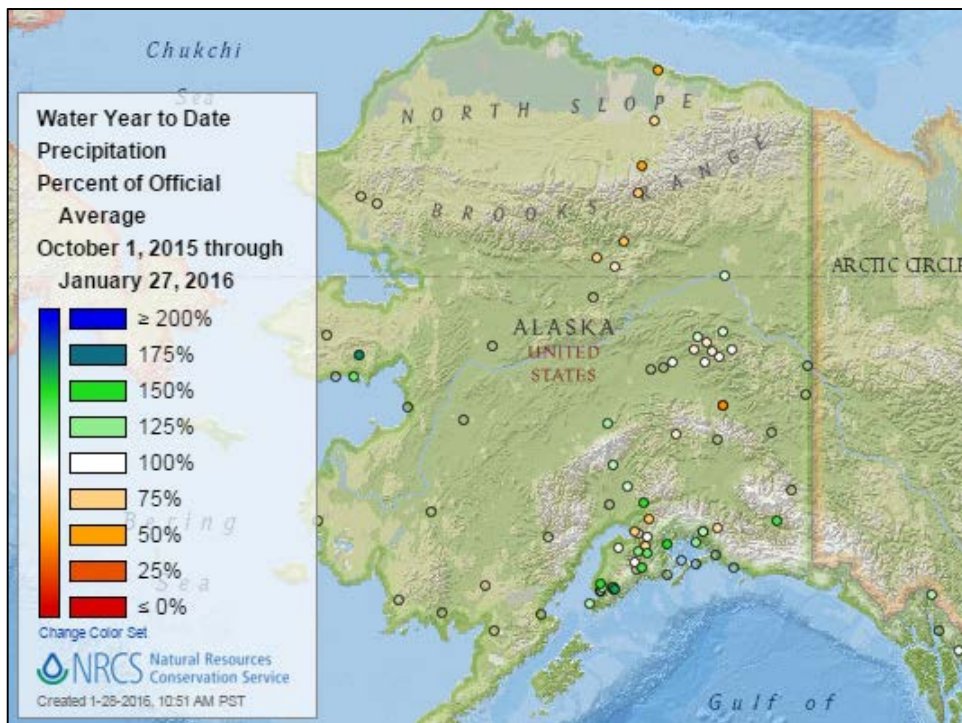 Chukchi
Sea
NORTH SLOPE
BROOKS RANGE
ARCTIC CIRCLE
ALASKA
UNITED
STATES
Bering
Sea
Gulf of
Water Year to Date
Precipitation
Percent of Official
Average
October 1, 2015 through
January 27, 2016
≥ 200%
175%
150%
125%
100%
75%
50%
25%
≤ 0%
Change Color Set
NRCS Natural Resources
Conservation Service
Created 1-28-2016, 10:51 AM PST